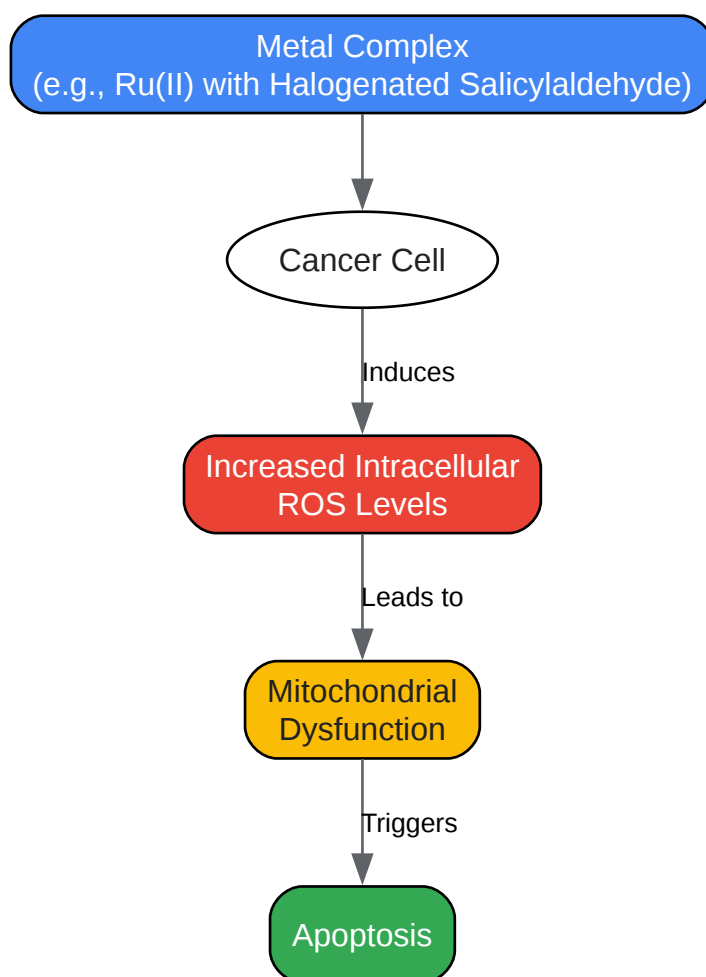 Metal Complex
(e.g., Ru(II) with Halogenated Salicylaldehyde)
Cancer Cell
Induces
Increased Intracellular
ROS Levels
Leads to
Mitochondrial
Dysfunction
Triggers
Apoptosis